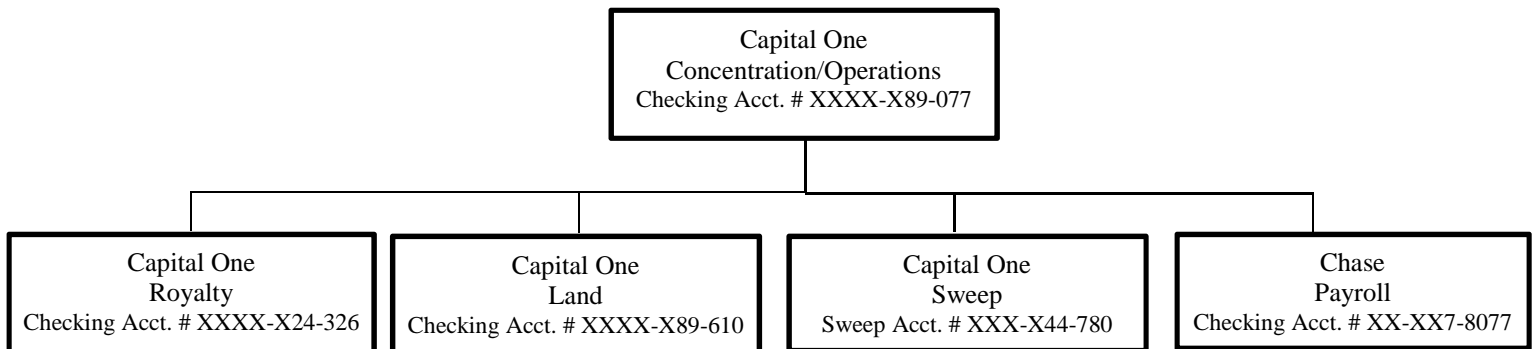 Capital One
Concentration/Operations
Checking Acct. # XXXX-X89-077
Capital One
Royalty
Checking Acct. # XXXX-X24-326
Capital One
Land
Checking Acct. # XXXX-X89-610
Capital One
Sweep
Sweep Acct. # XXX-X44-780
Chase
Payroll
Checking Acct. # XX-XX7-8077